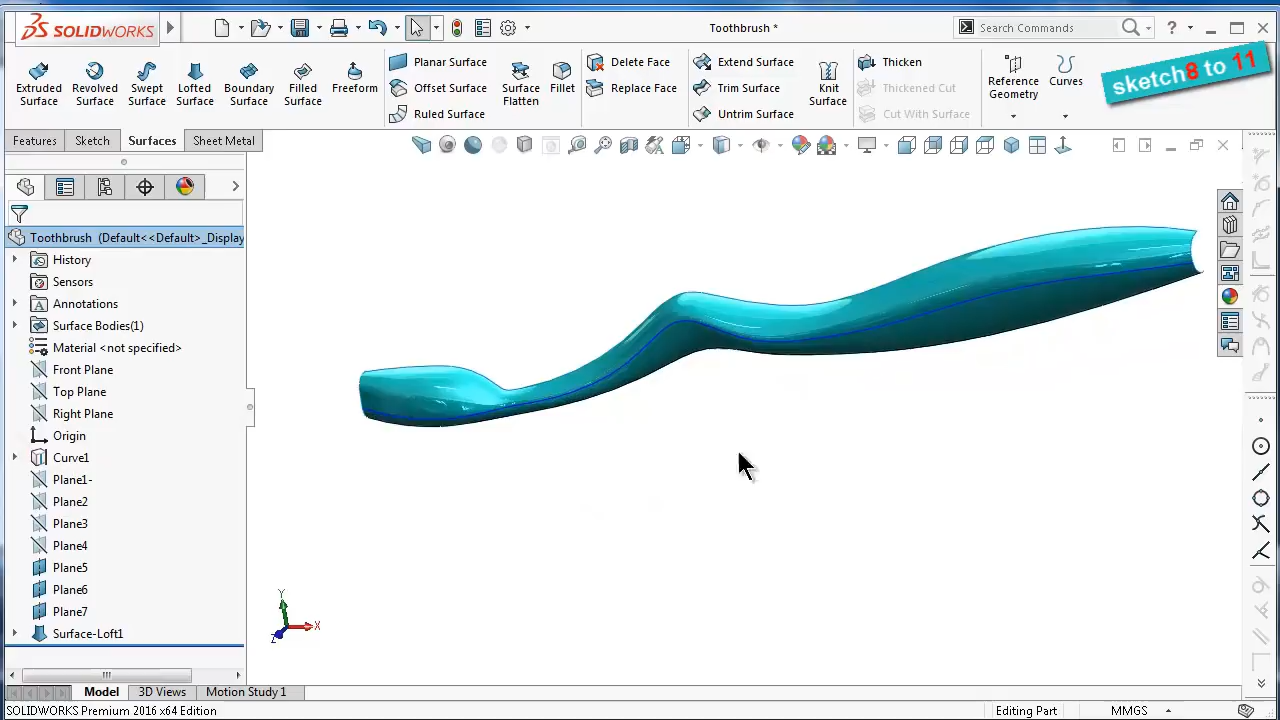 SOLIDWORKS
Toothbrush *
Search Commands
sketch8 to 11
Extruded Surface
Revolved Surface
Swept Surface
Lofted Surface
Boundary Surface
Filled Surface
Freeform
Planar Surface
Offset Surface
Ruled Surface
Surface Flatten
Fillet
Delete Face
Replace Face
Extend Surface
Trim Surface
Untrim Surface
Knit Surface
Thicken
Thickened Cut
Cut With Surface
Reference Geometry
Curves
Features
Sketch
Surfaces
Sheet Metal
Toothbrush (Default<<Default>_Display
History
Sensors
Annotations
Surface Bodies(1)
Material <not specified>
Front Plane
Top Plane
Right Plane
Origin
Curve1
Plane1-
Plane2
Plane3
Plane4
Plane5
Plane6
Plane7
Surface-Loft1
Y
X
Z
Model
3D Views
Motion Study 1
SOLIDWORKS Premium 2016 x64 Edition
Editing Part
MMGS